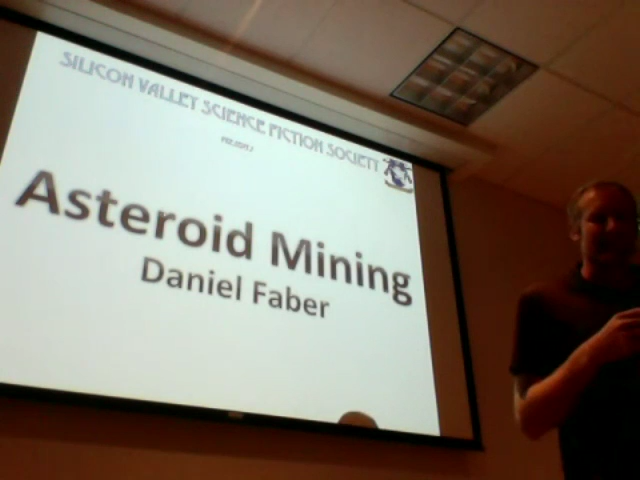 SILICON VALLEY SCIENCE FICTION SOCIETY
Asteroid Mining
Daniel Faber